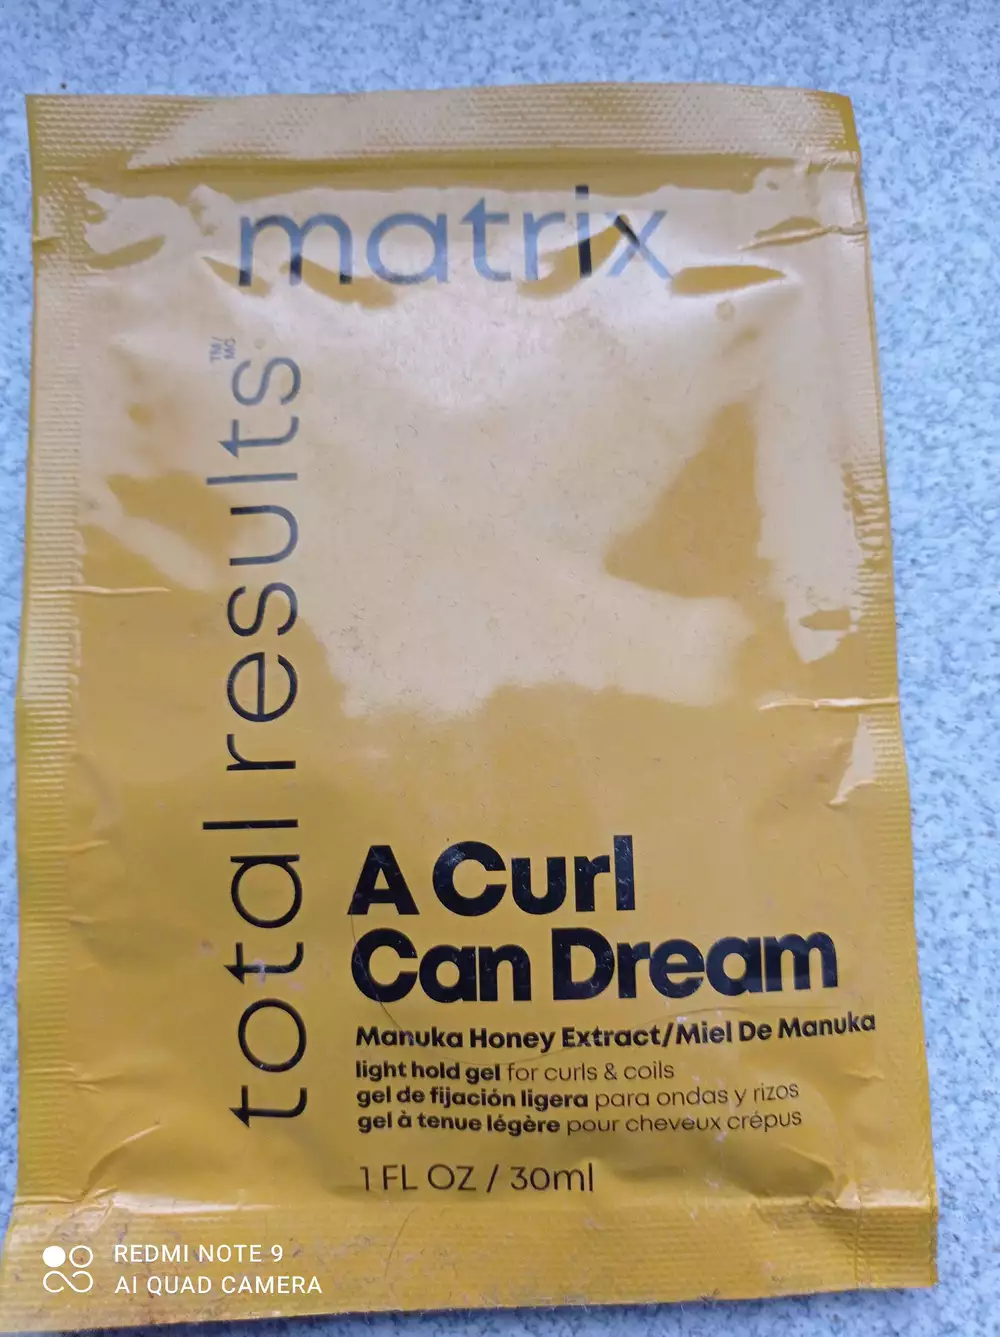 matrix
total results™/MC
A Curl
Can Dream
Manuka Honey Extract/Miel De Manuka
light hold gel for curls & coils
gel de fijación ligera para ondas y rizos
gel à tenue légère pour cheveux crépus
1 FL OZ / 30ml
REDMI NOTE 9
AI QUAD CAMERA